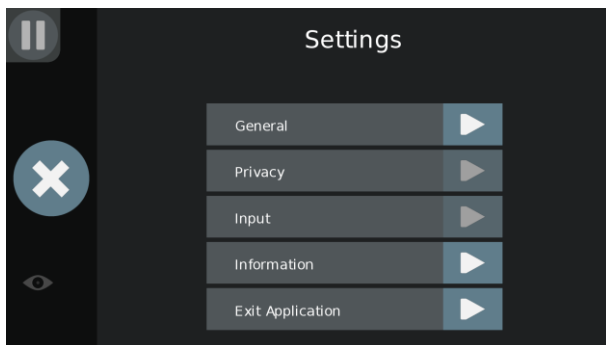 Settings
General
Privacy
Input
Information
Exit Application